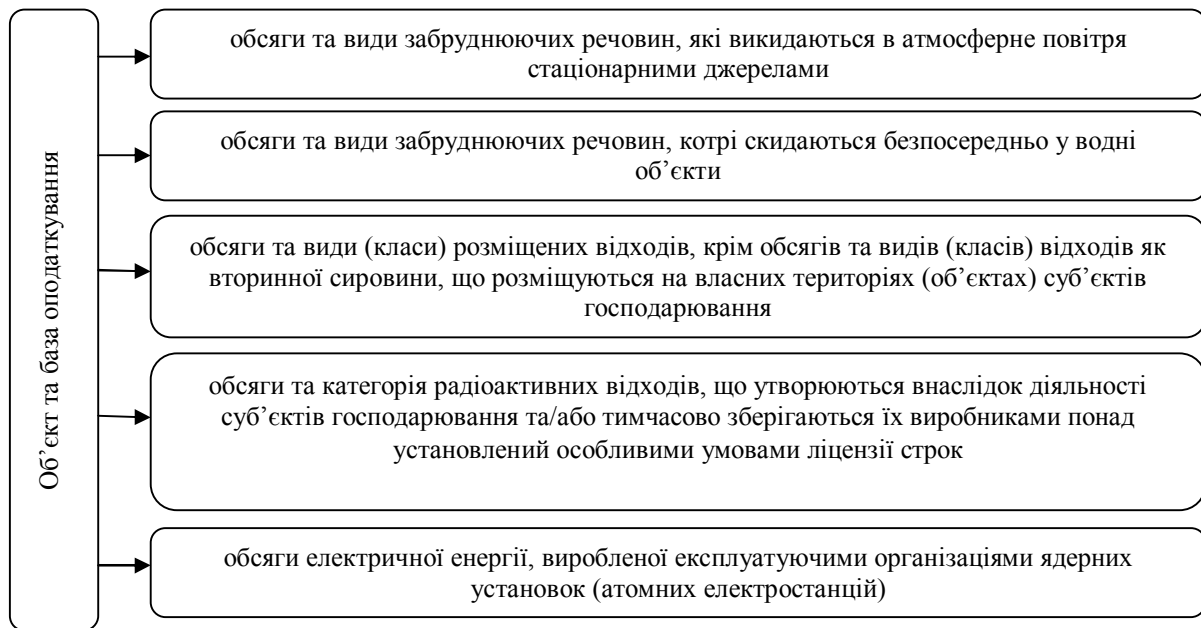 Об’єкт та база оподаткування
обсяги та види забруднюючих речовин, які викидаються в атмосферне повітря
стаціонарними джерелами
обсяги та види забруднюючих речовин, котрі скидаються безпосередньо у водні
об’єкти
обсяги та види (класи) розміщених відходів, крім обсягів та видів (класів) відходів як
вторинної сировини, що розміщуються на власних територіях (об’єктах) суб’єктів
господарювання
обсяги та категорія радіоактивних відходів, що утворюються внаслідок діяльності
суб’єктів господарювання та/або тимчасово зберігаються їх виробниками понад
установлений особливими умовами ліцензії строк
обсяги електричної енергії, виробленої експлуатуючими організаціями ядерних
установок (атомних електростанцій)